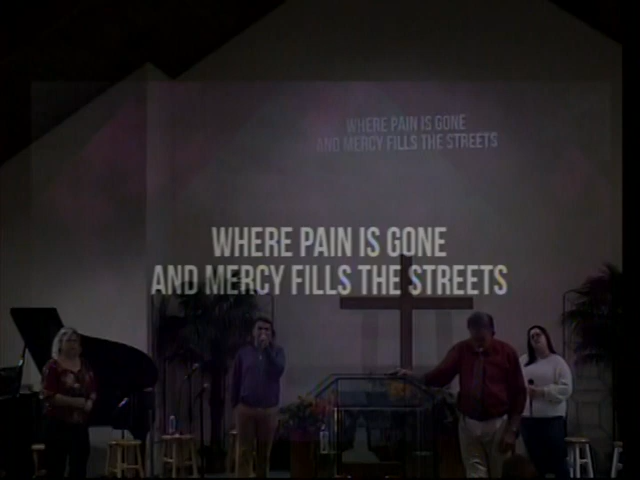 WHERE PAIN IS GONE
AND MERCY FILLS THE STREETS
WHERE PAIN IS GONE
AND MERCY FILLS THE STREETS